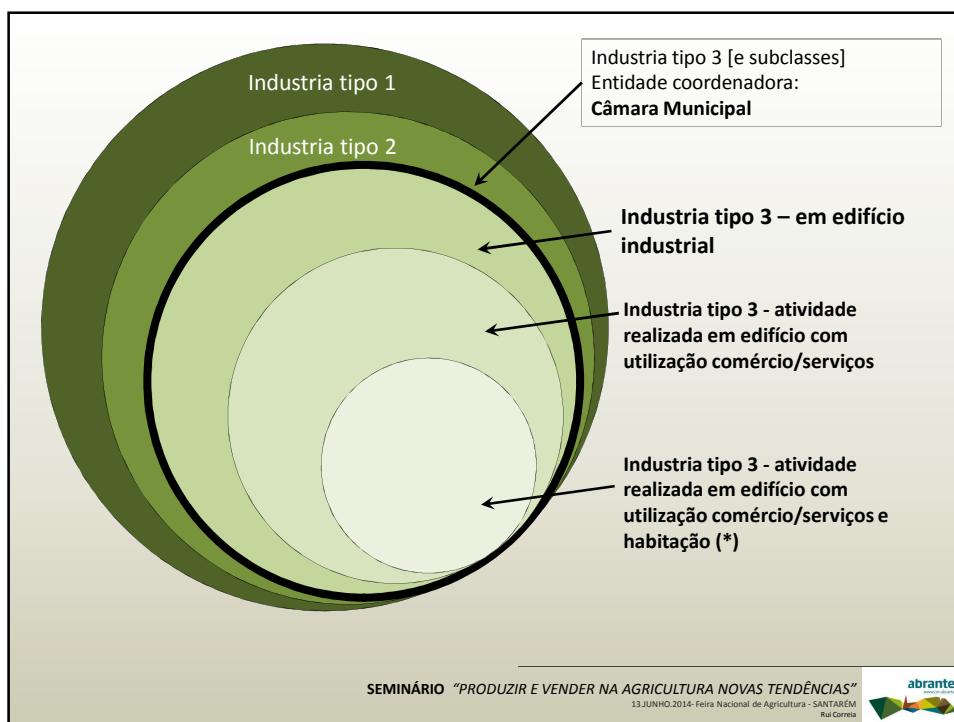 Industria tipo 1
Industria tipo 2
Industria tipo 3 [e subclasses]
Entidade coordenadora:
Câmara Municipal
Industria tipo 3 – em edifício
industrial
Industria tipo 3 - atividade
realizada em edifício com
utilização comércio/serviços
Industria tipo 3 - atividade
realizada em edifício com
utilização comércio/serviços e
habitação (*)
SEMINÁRIO “PRODUZIR E VENDER NA AGRICULTURA NOVAS TENDÊNCIAS”
13.JUNHO.2014- Feira Nacional de Agricultura - SANTARÉM
Rui Correia
abrante